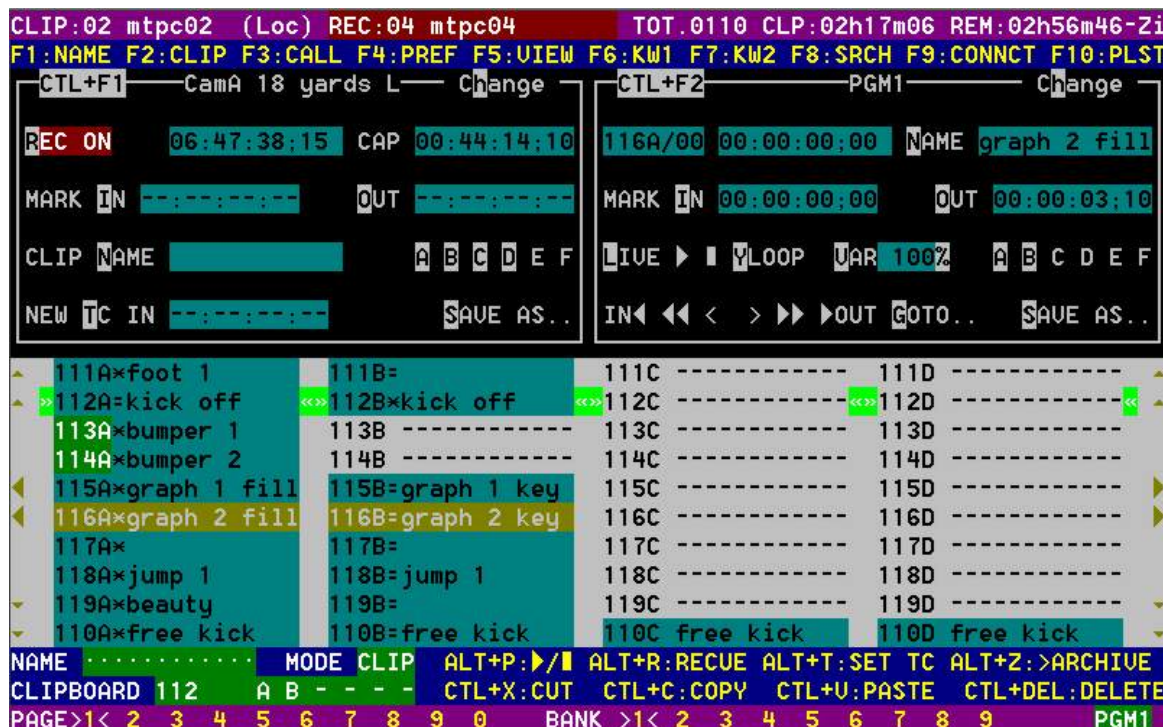 CLIP:02 mtpc02 (Loc) REC:04 mtpc04 TOT.0110 CLP:02h17m06 REM:02h56m46-Zi
F1:NAME F2:CLIP F3:CALL F4:PREF F5:VIEW F6:KW1 F7:KW2 F8:SRCH F9:CONNCT F10:PLST
CTL+F1 CamA 18 yards L Change CTL+F2 PGM1 Change
REC ON 06:47:38;15 CAP 00:44:14;10 116A/00 00:00:00;00 NAME graph 2 fill
MARK IN --:--:--:-- OUT --:--:--:-- MARK IN 00:00:00;00 OUT 00:00:03;10
CLIP NAME A B C D E F LIVE ▶ ▮ YLOOP VAR 100% A B C D E F
NEW TC IN --:--:--:-- SAVE AS.. IN◀ ◀◀ < > ▶▶ ▶OUT GOTO.. SAVE AS..
111A*foot 1 111B= 111C ------------ 111D ------------
»112A=kick off «»112B*kick off «»112C ------------ «»112D ------------ «
113A*bumper 1 113B ------------ 113C ------------ 113D ------------
114A*bumper 2 114B ------------ 114C ------------ 114D ------------
115A*graph 1 fill 115B=graph 1 key 115C ------------ 115D ------------
116A*graph 2 fill 116B=graph 2 key 116C ------------ 116D ------------
117A* 117B= 117C ------------ 117D ------------
118A*jump 1 118B=jump 1 118C ------------ 118D ------------
119A*beauty 119B= 119C ------------ 119D ------------
110A*free kick 110B=free kick 110C free kick 110D free kick
NAME ············ MODE CLIP ALT+P:▶/▮ ALT+R:RECUE ALT+T:SET TC ALT+Z:>ARCHIVE
CLIPBOARD 112 A B - - - - CTL+X:CUT CTL+C:COPY CTL+V:PASTE CTL+DEL:DELETE
PAGE>1< 2 3 4 5 6 7 8 9 0 BANK >1< 2 3 4 5 6 7 8 9 PGM1